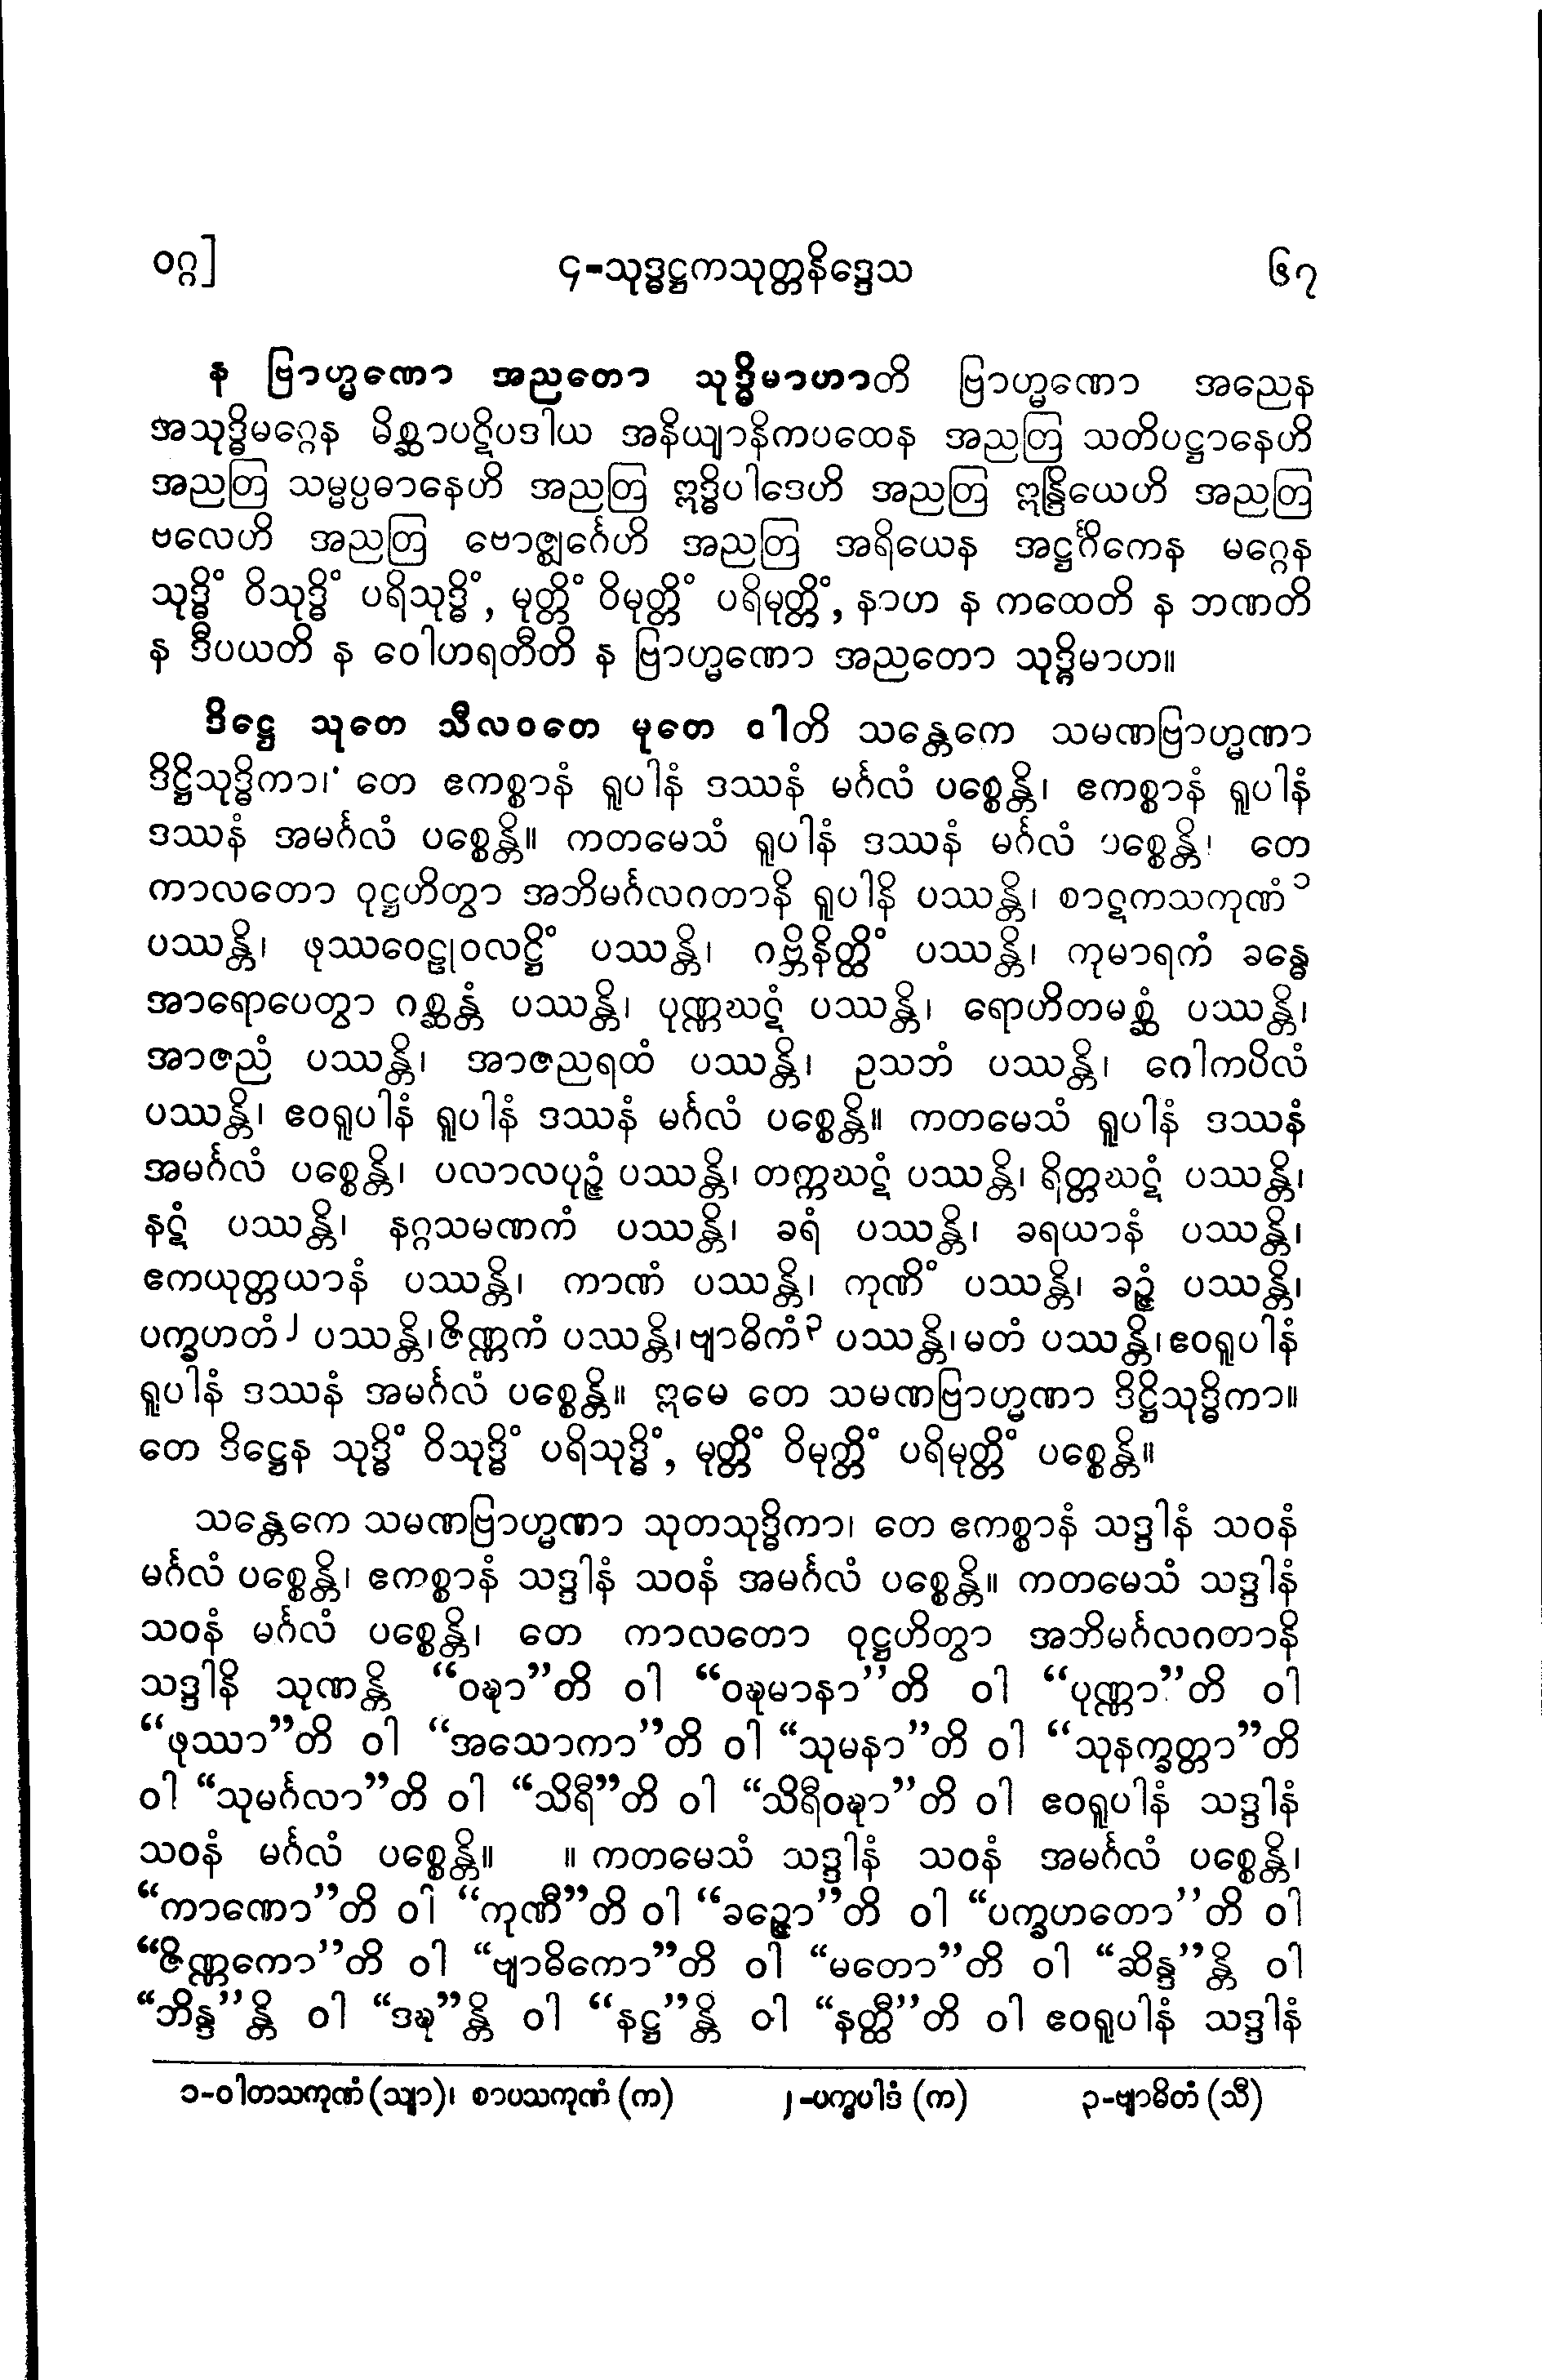 ဝဂ္ဂ] ၄-သုဒ္ဓဋ္ဌကသုတ္တနိဒ္ဒေသ ၆၇
န ဗြာဟ္မဏော အညတော သုဒ္ဓိမာဟာတိ ဗြာဟ္မဏော အညေန
အသုဒ္ဓိမဂ္ဂေန မိစ္ဆာပဋိပဒါယ အနိယျာနိကပထေန အညတြ သတိပဋ္ဌာနေဟိ
အညတြ သမ္မပ္ပဓာနေဟိ အညတြ ဣဒ္ဓိပါဒေဟိ အညတြ ဣန္ဒြိယေဟိ အညတြ
ဗလေဟိ အညတြ ဗောဇ္ဈင်္ဂေဟိ အညတြ အရိယေန အဋ္ဌင်္ဂိကေန မဂ္ဂေန
သုဒ္ဓိံ ဝိသုဒ္ဓိံ ပရိသုဒ္ဓိံ, မုတ္တိံ ဝိမုတ္တိံ ပရိမုတ္တိံ, နာဟ န ကထေတိ န ဘဏတိ
န ဒီပယတိ န ဝေါဟရတီတိ န ဗြာဟ္မဏော အညတော သုဒ္ဓိမာဟ။
ဒိဋ္ဌေ သုတေ သီလဝတေ မုတေ ဝါတိ သန္တေကေ သမဏဗြာဟ္မဏာ
ဒိဋ္ဌိသုဒ္ဓိကာ၊ တေ ဧကစ္စာနံ ရူပါနံ ဒဿနံ မင်္ဂလံ ပစ္စေန္တိ၊ ဧကစ္စာနံ ရူပါနံ
ဒဿနံ အမင်္ဂလံ ပစ္စေန္တိ။ ကတမေသံ ရူပါနံ ဒဿနံ မင်္ဂလံ ပစ္စေန္တိ၊ တေ
ကာလတော ဝုဋ္ဌဟိတွာ အဘိမင်္ဂလဂတာနိ ရူပါနိ ပဿန္တိ၊ စာဋကသကုဏံ၁
ပဿန္တိ၊ ဖုဿဝေဠုဝလဋ္ဌိံ ပဿန္တိ၊ ဂဗ္ဘိနိတ္ထိံ ပဿန္တိ၊ ကုမာရကံ ခန္ဓေ
အာရောပေတွာ ဂစ္ဆန္တံ ပဿန္တိ၊ ပုဏ္ဏဃဋံ ပဿန္တိ၊ ရောဟိတမစ္ဆံ ပဿန္တိ၊
အာဇညံ ပဿန္တိ၊ အာဇညရထံ ပဿန္တိ၊ ဥသဘံ ပဿန္တိ၊ ဂေါကပိလံ
ပဿန္တိ၊ ဧဝရူပါနံ ရူပါနံ ဒဿနံ မင်္ဂလံ ပစ္စေန္တိ။ ကတမေသံ ရူပါနံ ဒဿနံ
အမင်္ဂလံ ပစ္စေန္တိ၊ ပလာလပုဉ္ဇံ ပဿန္တိ၊ တက္ကဃဋံ ပဿန္တိ၊ ရိတ္တဃဋံ ပဿန္တိ၊
နဋံ ပဿန္တိ၊ နဂ္ဂသမဏကံ ပဿန္တိ၊ ခရံ ပဿန္တိ၊ ခရယာနံ ပဿန္တိ၊
ဧကယုတ္တယာနံ ပဿန္တိ၊ ကာဏံ ပဿန္တိ၊ ကုဏိံ ပဿန္တိ၊ ခဉ္ဇံ ပဿန္တိ၊
ပက္ခဟတံ၂ ပဿန္တိ၊ ဇိဏ္ဏကံ ပဿန္တိ၊ ဗျာဓိကံ၃ ပဿန္တိ၊ မတံ ပဿန္တိ၊ ဧဝရူပါနံ
ရူပါနံ ဒဿနံ အမင်္ဂလံ ပစ္စေန္တိ။ ဣမေ တေ သမဏဗြာဟ္မဏာ ဒိဋ္ဌိသုဒ္ဓိကာ။
တေ ဒိဋ္ဌေန သုဒ္ဓိံ ဝိသုဒ္ဓိံ ပရိသုဒ္ဓိံ, မုတ္တိံ ဝိမုတ္တိံ ပရိမုတ္တိံ ပစ္စေန္တိ။
သန္တေကေ သမဏဗြာဟ္မဏာ သုတသုဒ္ဓိကာ၊ တေ ဧကစ္စာနံ သဒ္ဒါနံ သဝနံ
မင်္ဂလံ ပစ္စေန္တိ၊ ဧကစ္စာနံ သဒ္ဒါနံ သဝနံ အမင်္ဂလံ ပစ္စေန္တိ။ ကတမေသံ သဒ္ဒါနံ
သဝနံ မင်္ဂလံ ပစ္စေန္တိ၊ တေ ကာလတော ဝုဋ္ဌဟိတွာ အဘိမင်္ဂလဂတာနိ
သဒ္ဒါနိ သုဏန္တိ “ဝဍ္ဎာ”တိ ဝါ “ဝဍ္ဎမာနာ”တိ ဝါ “ပုဏ္ဏာ”တိ ဝါ
“ဖုဿာ”တိ ဝါ “အသောကာ”တိ ဝါ “သုမနာ”တိ ဝါ “သုနက္ခတ္တာ”တိ
ဝါ “သုမင်္ဂလာ”တိ ဝါ “သိရီ”တိ ဝါ “သိရီဝဍ္ဎာ”တိ ဝါ ဧဝရူပါနံ သဒ္ဒါနံ
သဝနံ မင်္ဂလံ ပစ္စေန္တိ။ ။ ကတမေသံ သဒ္ဒါနံ သဝနံ အမင်္ဂလံ ပစ္စေန္တိ၊
“ကာဏော”တိ ဝါ “ကုဏီ”တိ ဝါ “ခဉ္ဇော”တိ ဝါ “ပက္ခဟတော”တိ ဝါ
“ဇိဏ္ဏကော”တိ ဝါ “ဗျာဓိကော”တိ ဝါ “မတော”တိ ဝါ “ဆိန္ဒ”န္တိ ဝါ
“ဘိန္ဒ”န္တိ ဝါ “ဒဍ္ဎ”န္တိ ဝါ “နဋ္ဌ”န္တိ ဝါ “နတ္ထီ”တိ ဝါ ဧဝရူပါနံ သဒ္ဒါနံ
၁-ဝါတသကုဏံ (သျာ)၊ စာပသကုဏံ (က) ၂-ပက္ခပါဒံ (က) ၃-ဗျာဓိတံ (သီ)